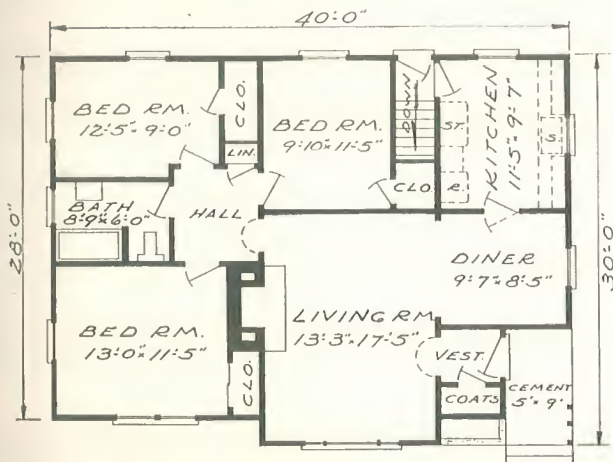 40'-0"
BED RM.
12'-5" x 9'-0"
CLO.
LIN.
BED RM.
9'-10" x 11'-5"
DOWN
CLO.
ST.
R.
KITCHEN
11'-5" x 9'-7"
S.
BATH
8'-9" x 6'-0"
HALL
28'-0"
30'-0"
DINER
9'-7" x 8'-5"
BED RM.
13'-0" x 11'-5"
CLO.
LIVING RM.
13'-3" x 17'-5"
VEST.
COATS
CEMENT
5' x 9'